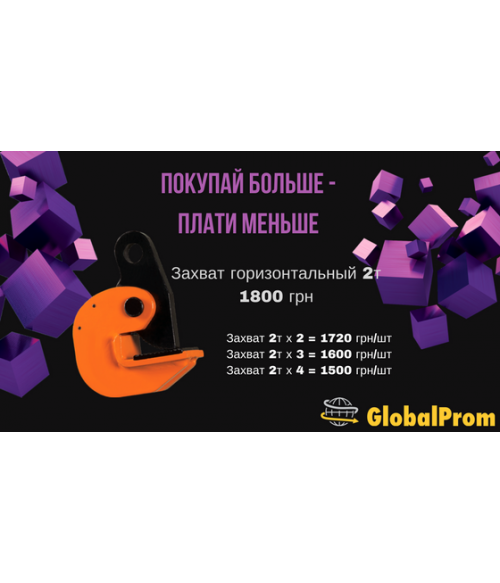 ПОКУПАЙ БОЛЬШЕ -
ПЛАТИ МЕНЬШЕ
Захват горизонтальный 2т
1800 грн
Захват 2т х 2 = 1720 грн/шт
Захват 2т х 3 = 1600 грн/шт
Захват 2т х 4 = 1500 грн/шт
GlobalProm